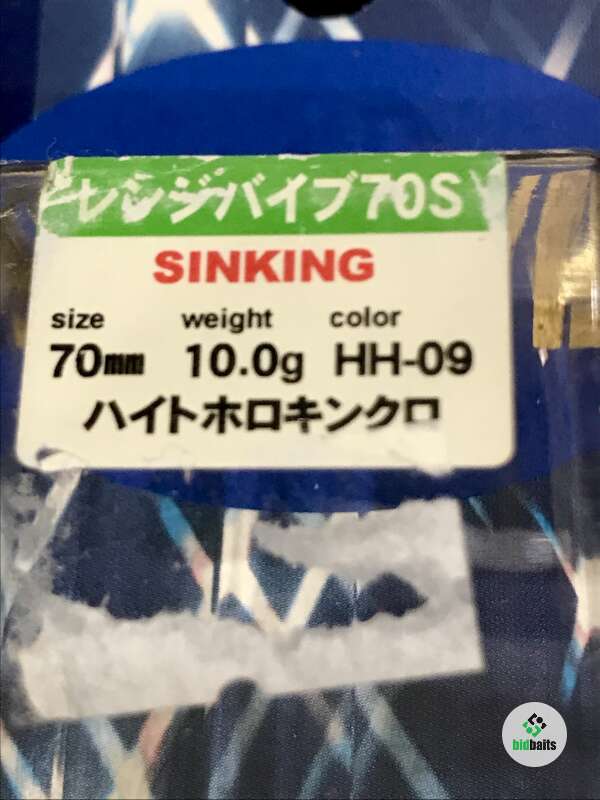 レンジバイブ70S
SINKING
size weight color
70mm 10.0g HH-09
ハイトホロキンクロ
bidbaits